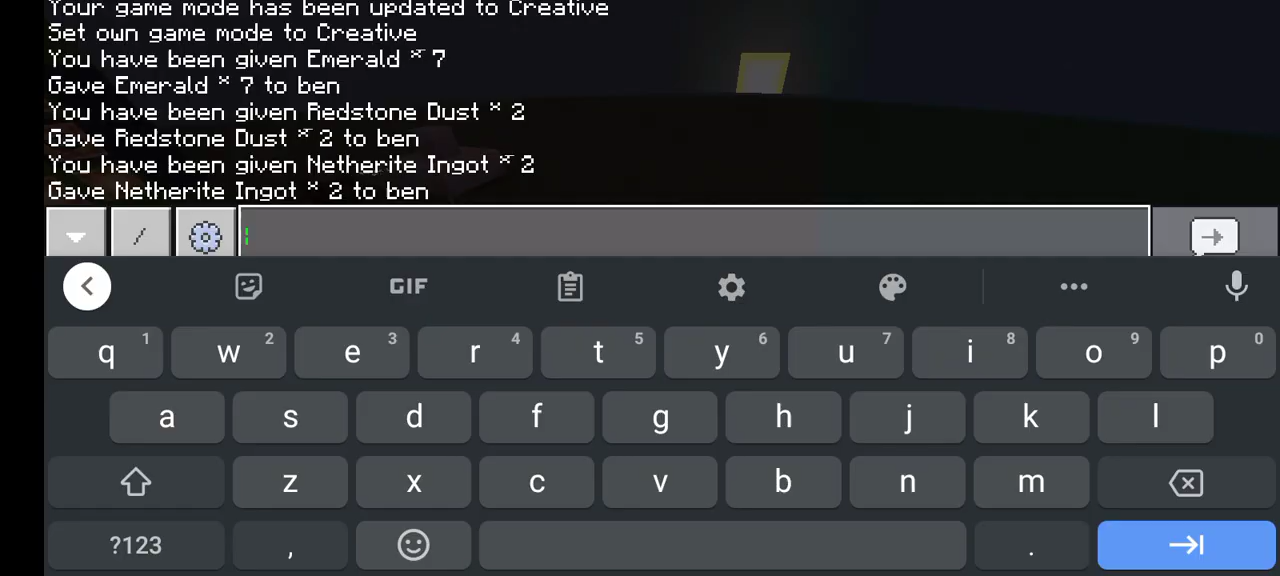 Your game mode has been updated to Creative
Set own game mode to Creative
You have been given Emerald * 7
Gave Emerald * 7 to ben
You have been given Redstone Dust * 2
Gave Redstone Dust * 2 to ben
You have been given Netherite Ingot * 2
Gave Netherite Ingot * 2 to ben
/
GIF
q 1 w 2 e 3 r 4 t 5 y 6 u 7 i 8 o 9 p 0
a s d f g h j k l
z x c v b n m
?123 , .